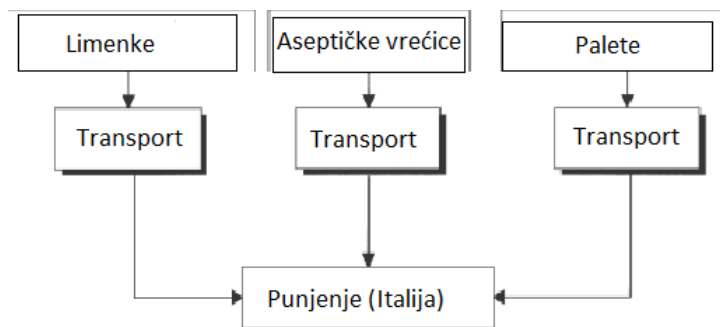 Limenke
Aseptičke vrećice
Palete
Transport
Transport
Transport
Punjenje (Italija)